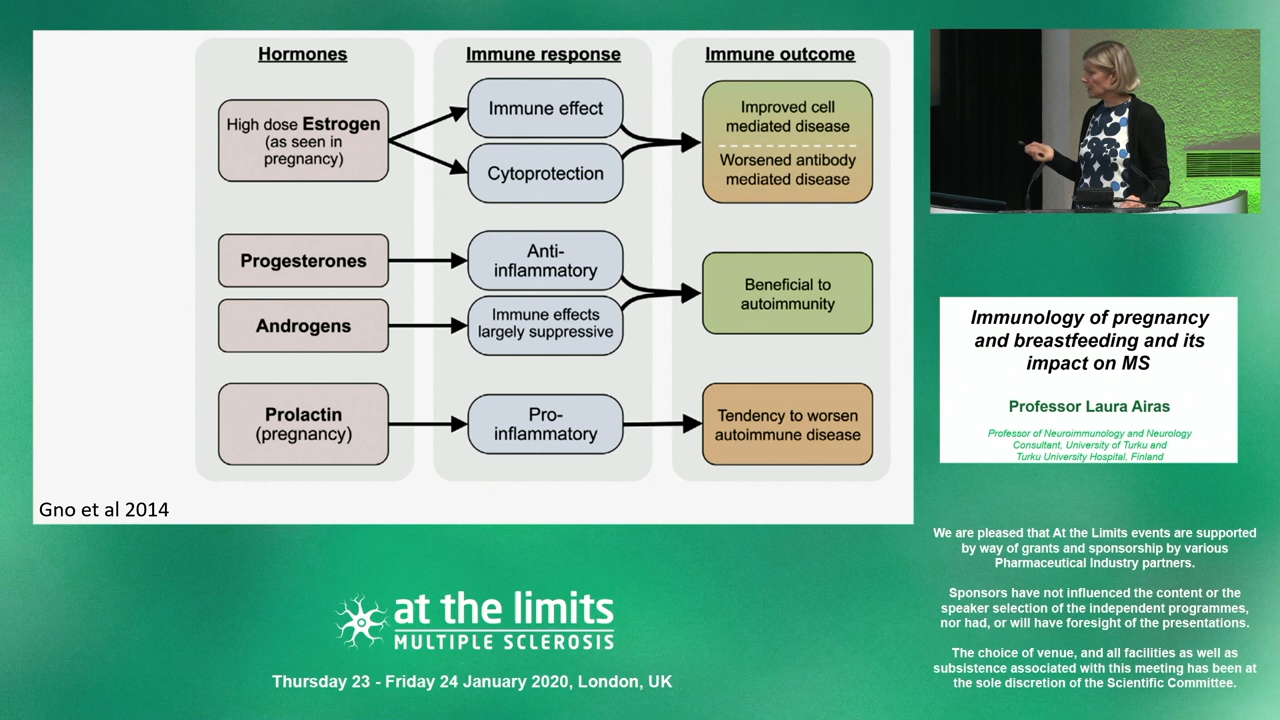 Hormones
Immune response
Immune outcome
High dose Estrogen
(as seen in
pregnancy)
Immune effect
Cytoprotection
Improved cell
mediated disease
Worsened antibody
mediated disease
Progesterones
Anti-
inflammatory
Androgens
Immune effects
largely suppressive
Beneficial to
autoimmunity
Prolactin
(pregnancy)
Pro-
inflammatory
Tendency to worsen
autoimmune disease
Gno et al 2014
Immunology of pregnancy
and breastfeeding and its
impact on MS
Professor Laura Airas
Professor of Neuroimmunology and Neurology
Consultant, University of Turku and
Turku University Hospital, Finland
We are pleased that At the Limits events are supported
by way of grants and sponsorship by various
Pharmaceutical Industry partners.
Sponsors have not influenced the content or the
speaker selection of the independent programmes,
nor had, or will have foresight of the presentations.
The choice of venue, and all facilities as well as
subsistence associated with this meeting has been at
the sole discretion of the Scientific Committee.
at the limits
MULTIPLE SCLEROSIS
Thursday 23 - Friday 24 January 2020, London, UK